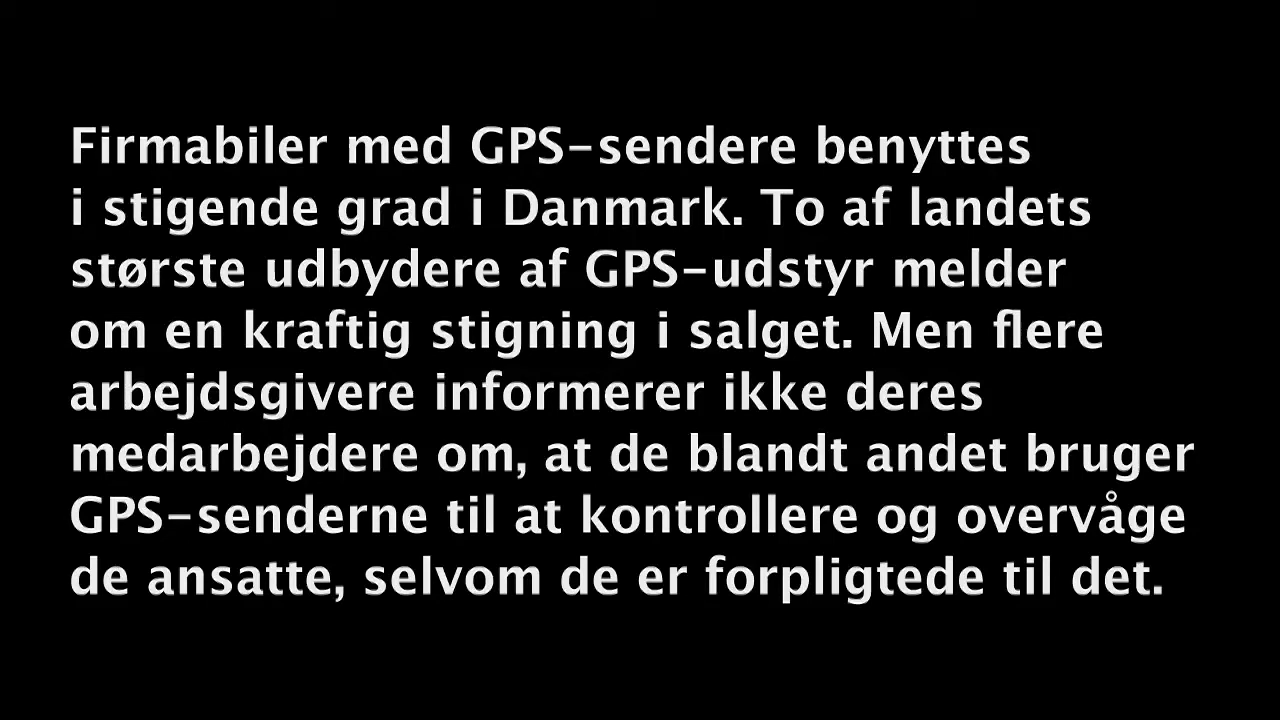 Firmabiler med GPS-sendere benyttes
i stigende grad i Danmark. To af landets
største udbydere af GPS-udstyr melder
om en kraftig stigning i salget. Men flere
arbejdsgivere informerer ikke deres
medarbejdere om, at de blandt andet bruger
GPS-senderne til at kontrollere og overvåge
de ansatte, selvom de er forpligtede til det.